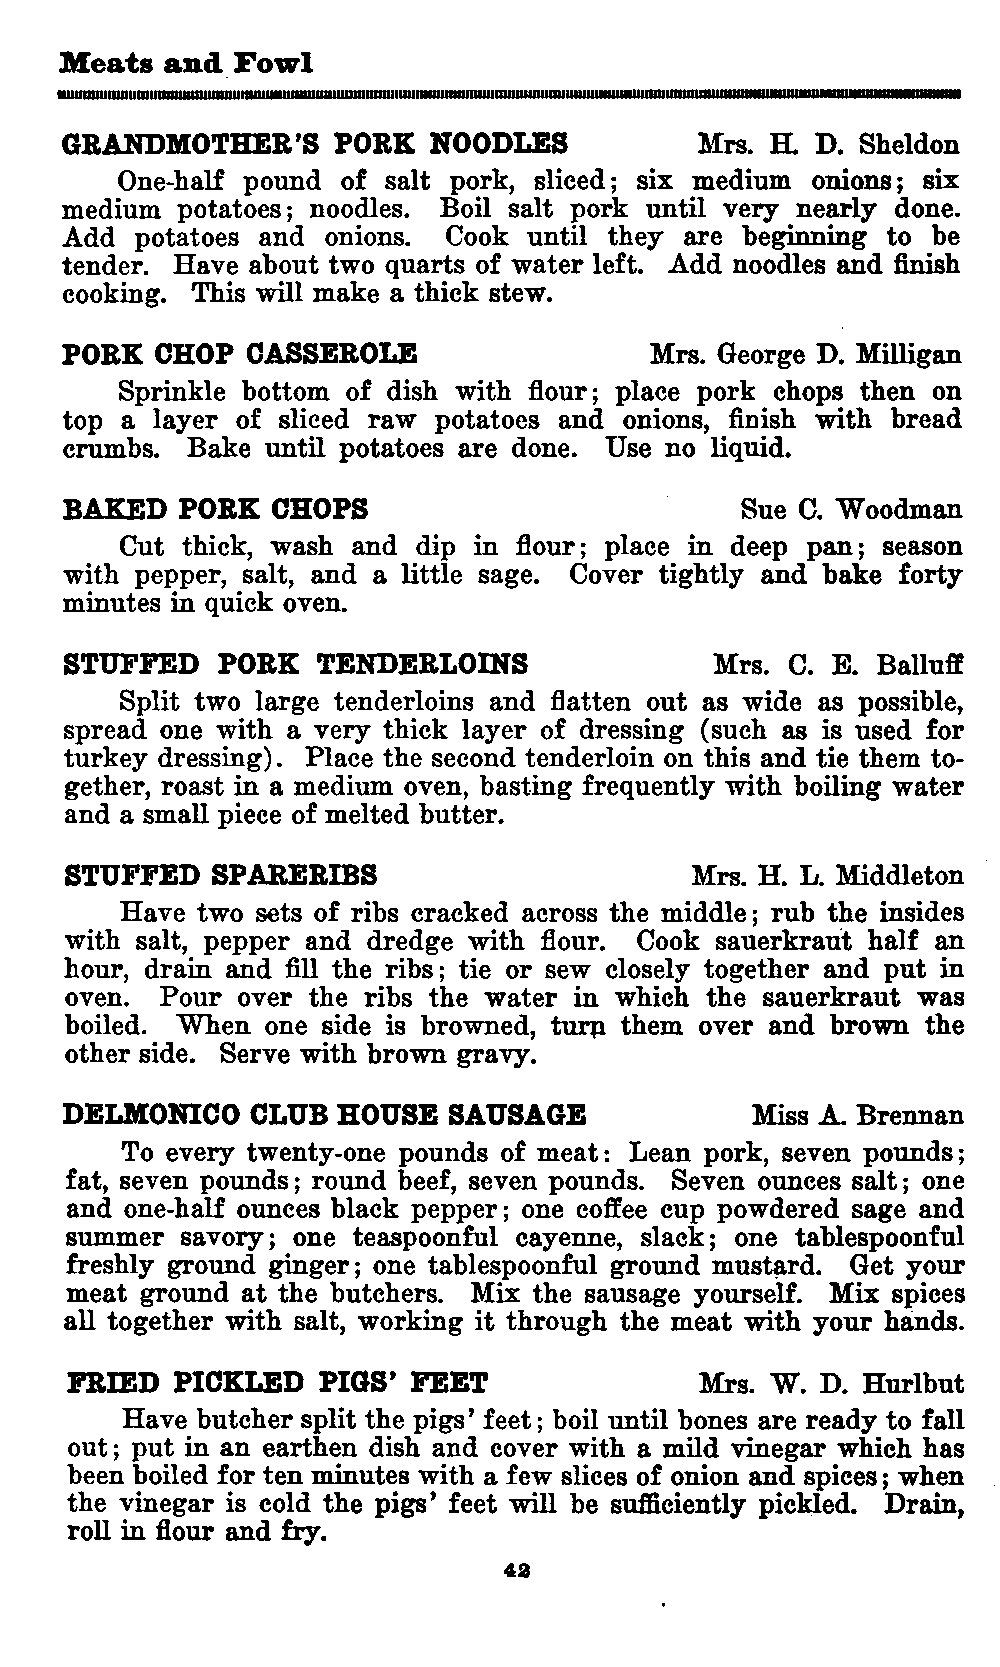 Meats and Fowl
GRANDMOTHER'S PORK NOODLES Mrs. H. D. Sheldon
One-half pound of salt pork, sliced; six medium onions; six
medium potatoes; noodles. Boil salt pork until very nearly done.
Add potatoes and onions. Cook until they are beginning to be
tender. Have about two quarts of water left. Add noodles and finish
cooking. This will make a thick stew.
PORK CHOP CASSEROLE Mrs. George D. Milligan
Sprinkle bottom of dish with flour; place pork chops then on
top a layer of sliced raw potatoes and onions, finish with bread
crumbs. Bake until potatoes are done. Use no liquid.
BAKED PORK CHOPS Sue C. Woodman
Cut thick, wash and dip in flour; place in deep pan; season
with pepper, salt, and a little sage. Cover tightly and bake forty
minutes in quick oven.
STUFFED PORK TENDERLOINS Mrs. C. E. Balluff
Split two large tenderloins and flatten out as wide as possible,
spread one with a very thick layer of dressing (such as is used for
turkey dressing). Place the second tenderloin on this and tie them to-
gether, roast in a medium oven, basting frequently with boiling water
and a small piece of melted butter.
STUFFED SPARERIBS Mrs. H. L. Middleton
Have two sets of ribs cracked across the middle; rub the insides
with salt, pepper and dredge with flour. Cook sauerkraut half an
hour, drain and fill the ribs; tie or sew closely together and put in
oven. Pour over the ribs the water in which the sauerkraut was
boiled. When one side is browned, turn them over and brown the
other side. Serve with brown gravy.
DELMONICO CLUB HOUSE SAUSAGE Miss A. Brennan
To every twenty-one pounds of meat: Lean pork, seven pounds;
fat, seven pounds; round beef, seven pounds. Seven ounces salt; one
and one-half ounces black pepper; one coffee cup powdered sage and
summer savory; one teaspoonful cayenne, slack; one tablespoonful
freshly ground ginger; one tablespoonful ground mustard. Get your
meat ground at the butchers. Mix the sausage yourself. Mix spices
all together with salt, working it through the meat with your hands.
FRIED PICKLED PIGS' FEET Mrs. W. D. Hurlbut
Have butcher split the pigs' feet; boil until bones are ready to fall
out; put in an earthen dish and cover with a mild vinegar which has
been boiled for ten minutes with a few slices of onion and spices; when
the vinegar is cold the pigs' feet will be sufficiently pickled. Drain,
roll in flour and fry.
42